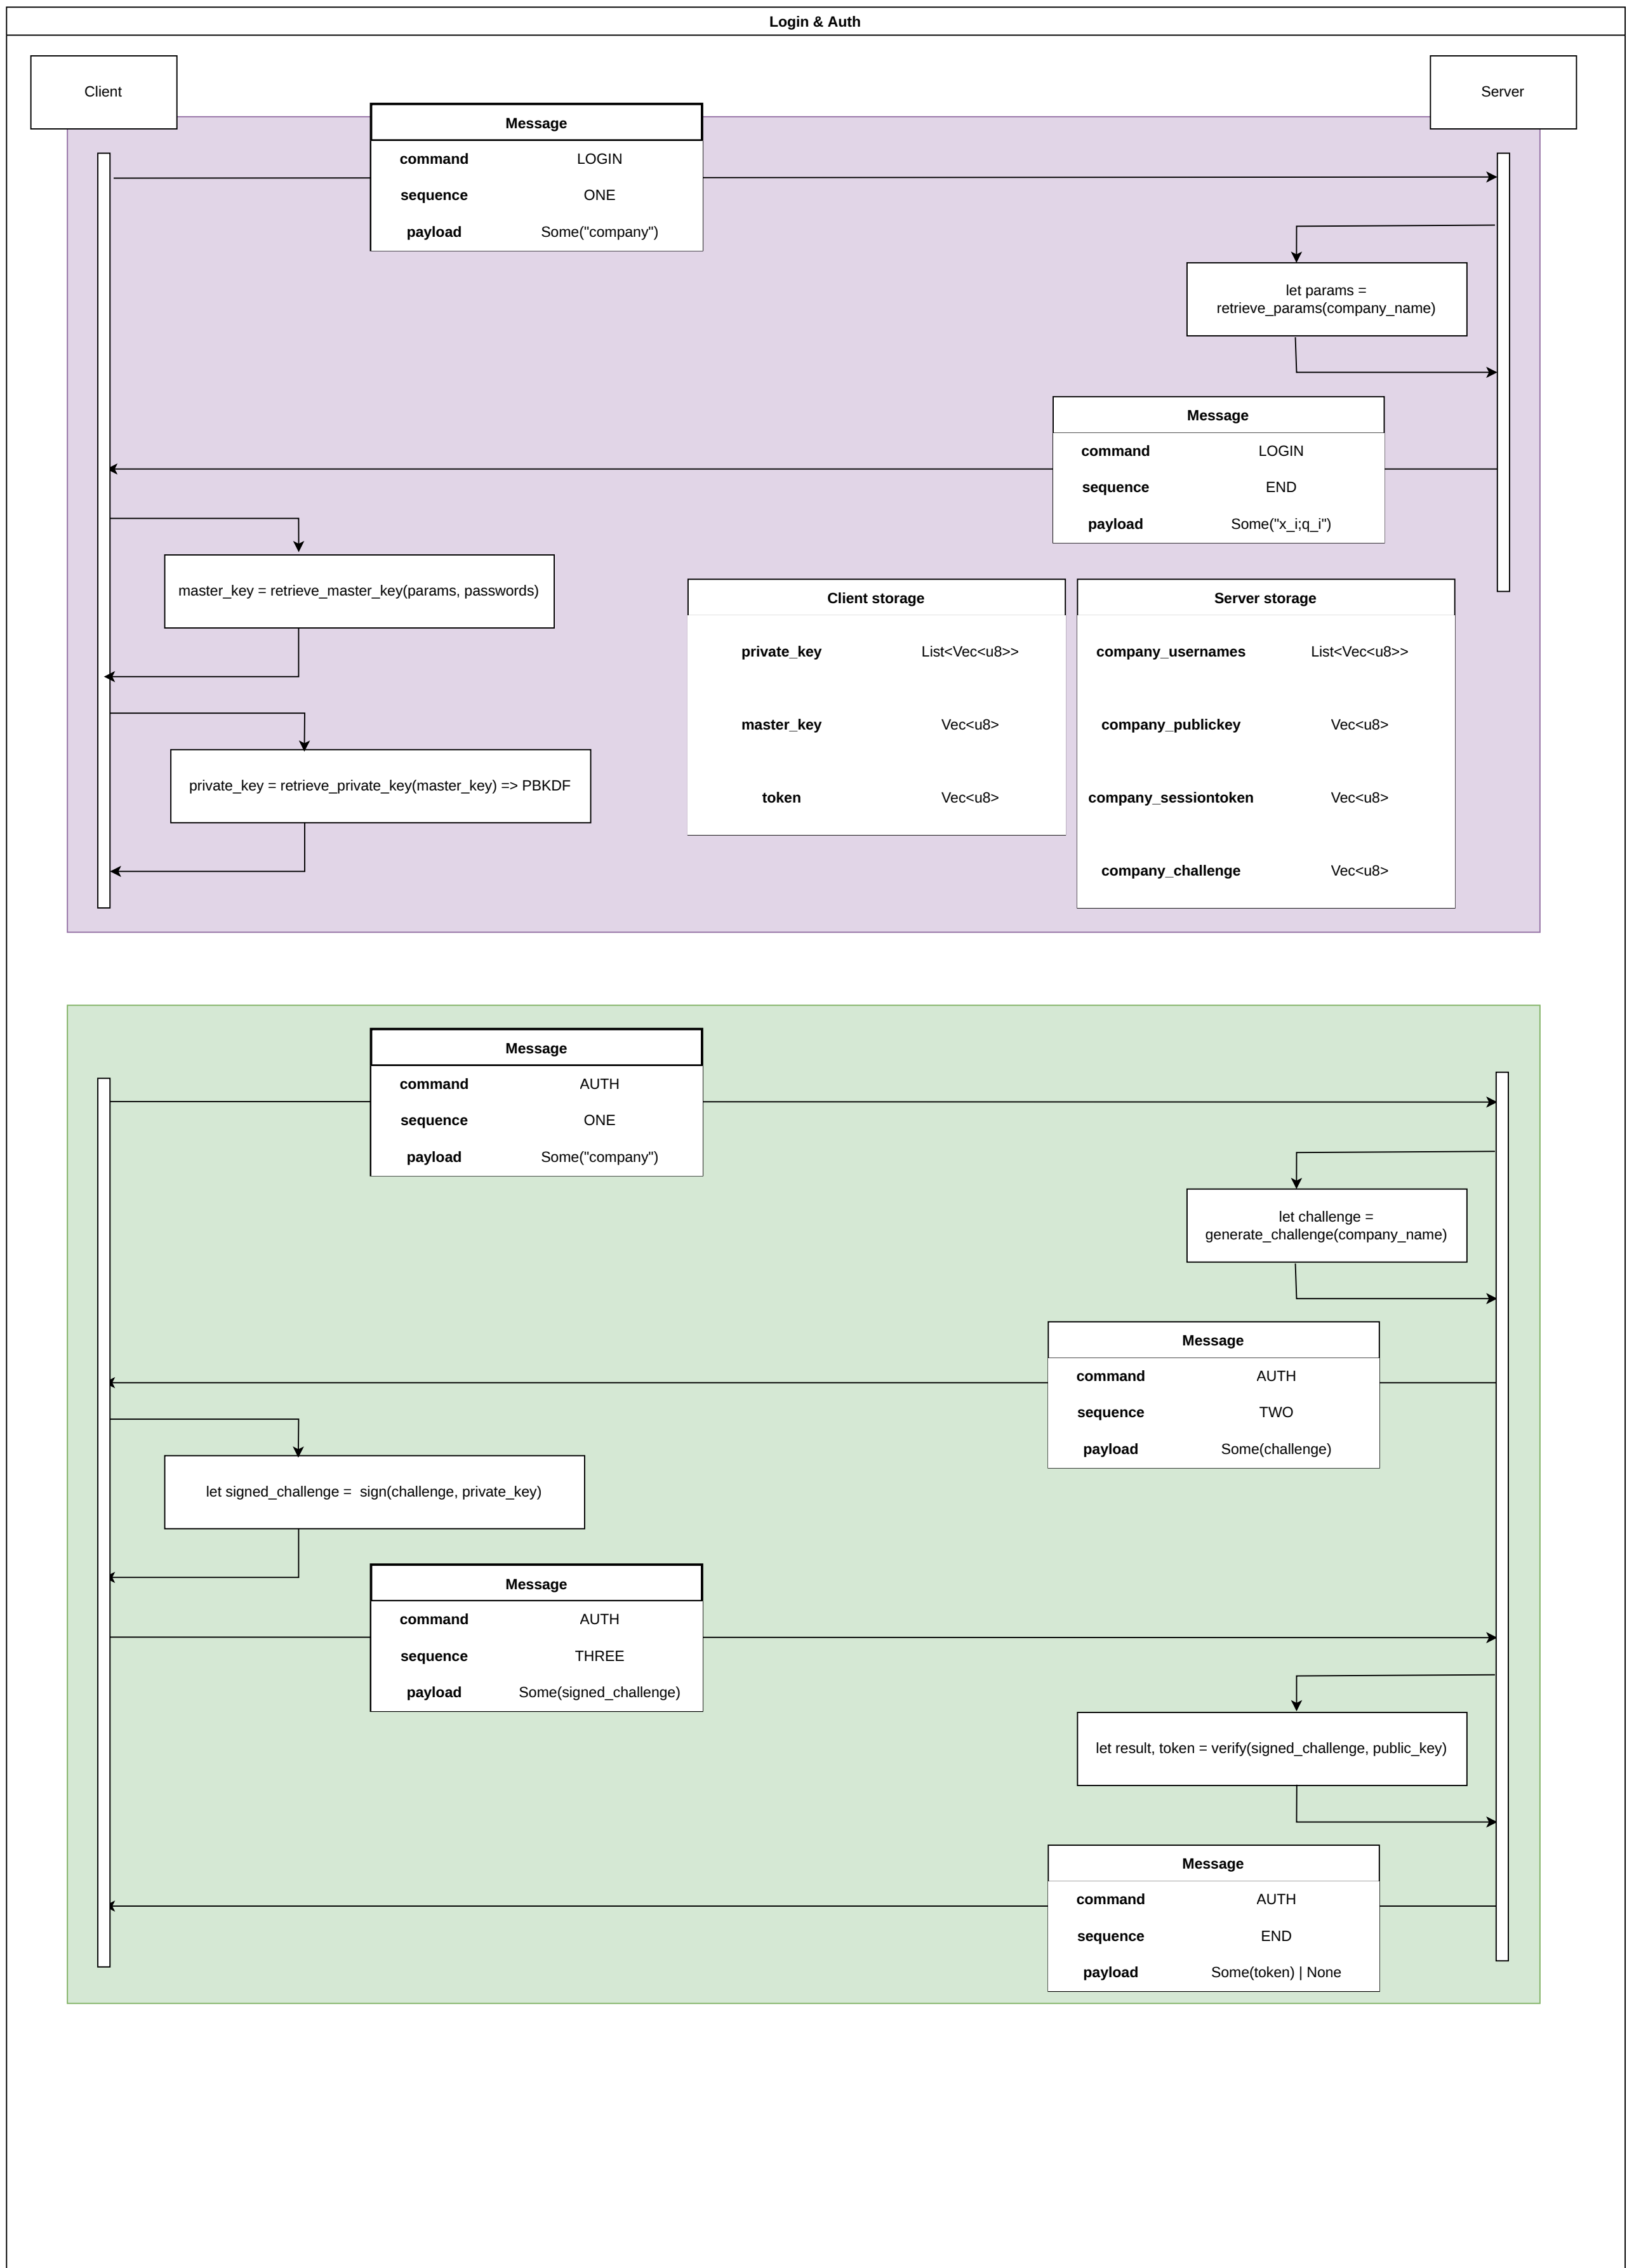 Login & Auth
Client
Server
Message
command LOGIN
sequence ONE
payload Some("company")
let params =
retrieve_params(company_name)
Message
command LOGIN
sequence END
payload Some("x_i;q_i")
master_key = retrieve_master_key(params, passwords)
Client storage
private_key List<Vec<u8>>
master_key Vec<u8>
token Vec<u8>
Server storage
company_usernames List<Vec<u8>>
company_publickey Vec<u8>
company_sessiontoken Vec<u8>
company_challenge Vec<u8>
private_key = retrieve_private_key(master_key) => PBKDF
Message
command AUTH
sequence ONE
payload Some("company")
let challenge =
generate_challenge(company_name)
Message
command AUTH
sequence TWO
payload Some(challenge)
let signed_challenge =  sign(challenge, private_key)
Message
command AUTH
sequence THREE
payload Some(signed_challenge)
let result, token = verify(signed_challenge, public_key)
Message
command AUTH
sequence END
payload Some(token) | None